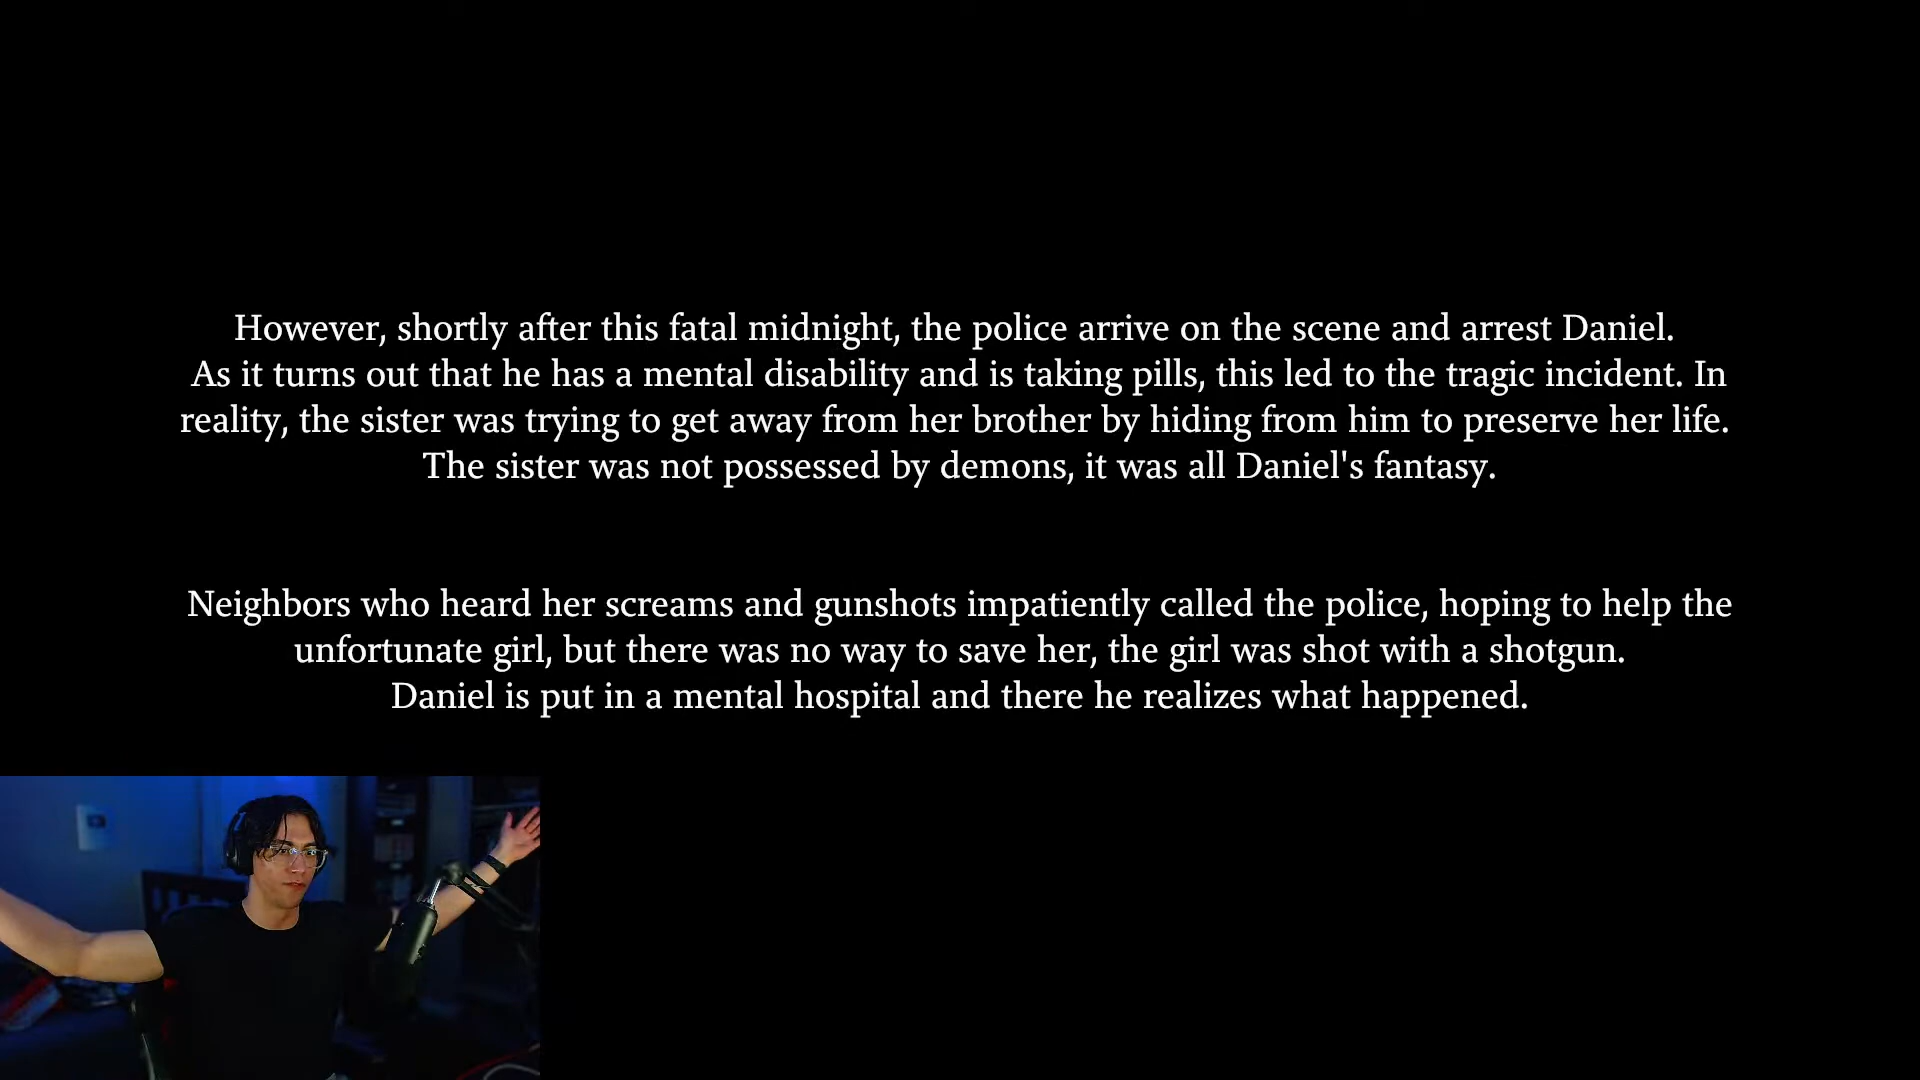 However, shortly after this fatal midnight, the police arrive on the scene and arrest Daniel.
As it turns out that he has a mental disability and is taking pills, this led to the tragic incident. In
reality, the sister was trying to get away from her brother by hiding from him to preserve her life.
The sister was not possessed by demons, it was all Daniel's fantasy.
Neighbors who heard her screams and gunshots impatiently called the police, hoping to help the
unfortunate girl, but there was no way to save her, the girl was shot with a shotgun.
Daniel is put in a mental hospital and there he realizes what happened.